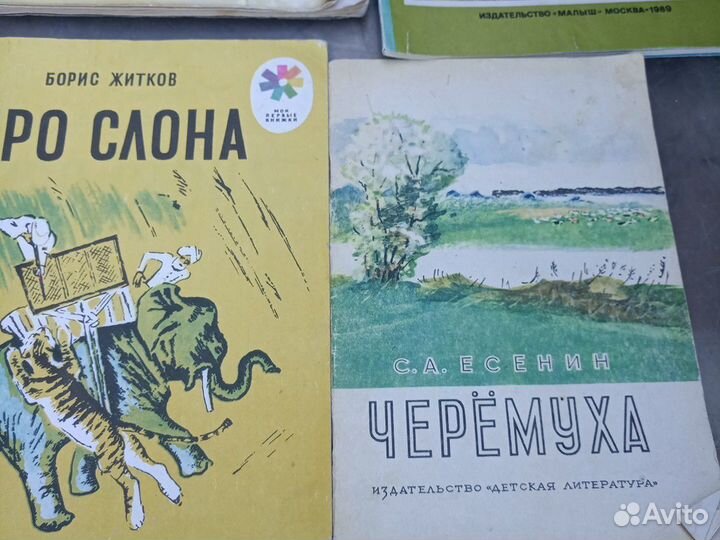 ИЗДАТЕЛЬСТВО «МАЛЫШ» МОСКВА · 1989
БОРИС ЖИТКОВ
МОИ
ПЕРВЫЕ
КНИЖКИ
РО СЛОНА
С. А. ЕСЕНИН
ЧЕРЁМУХА
ИЗДАТЕЛЬСТВО «ДЕТСКАЯ ЛИТЕРАТУРА»
Avito